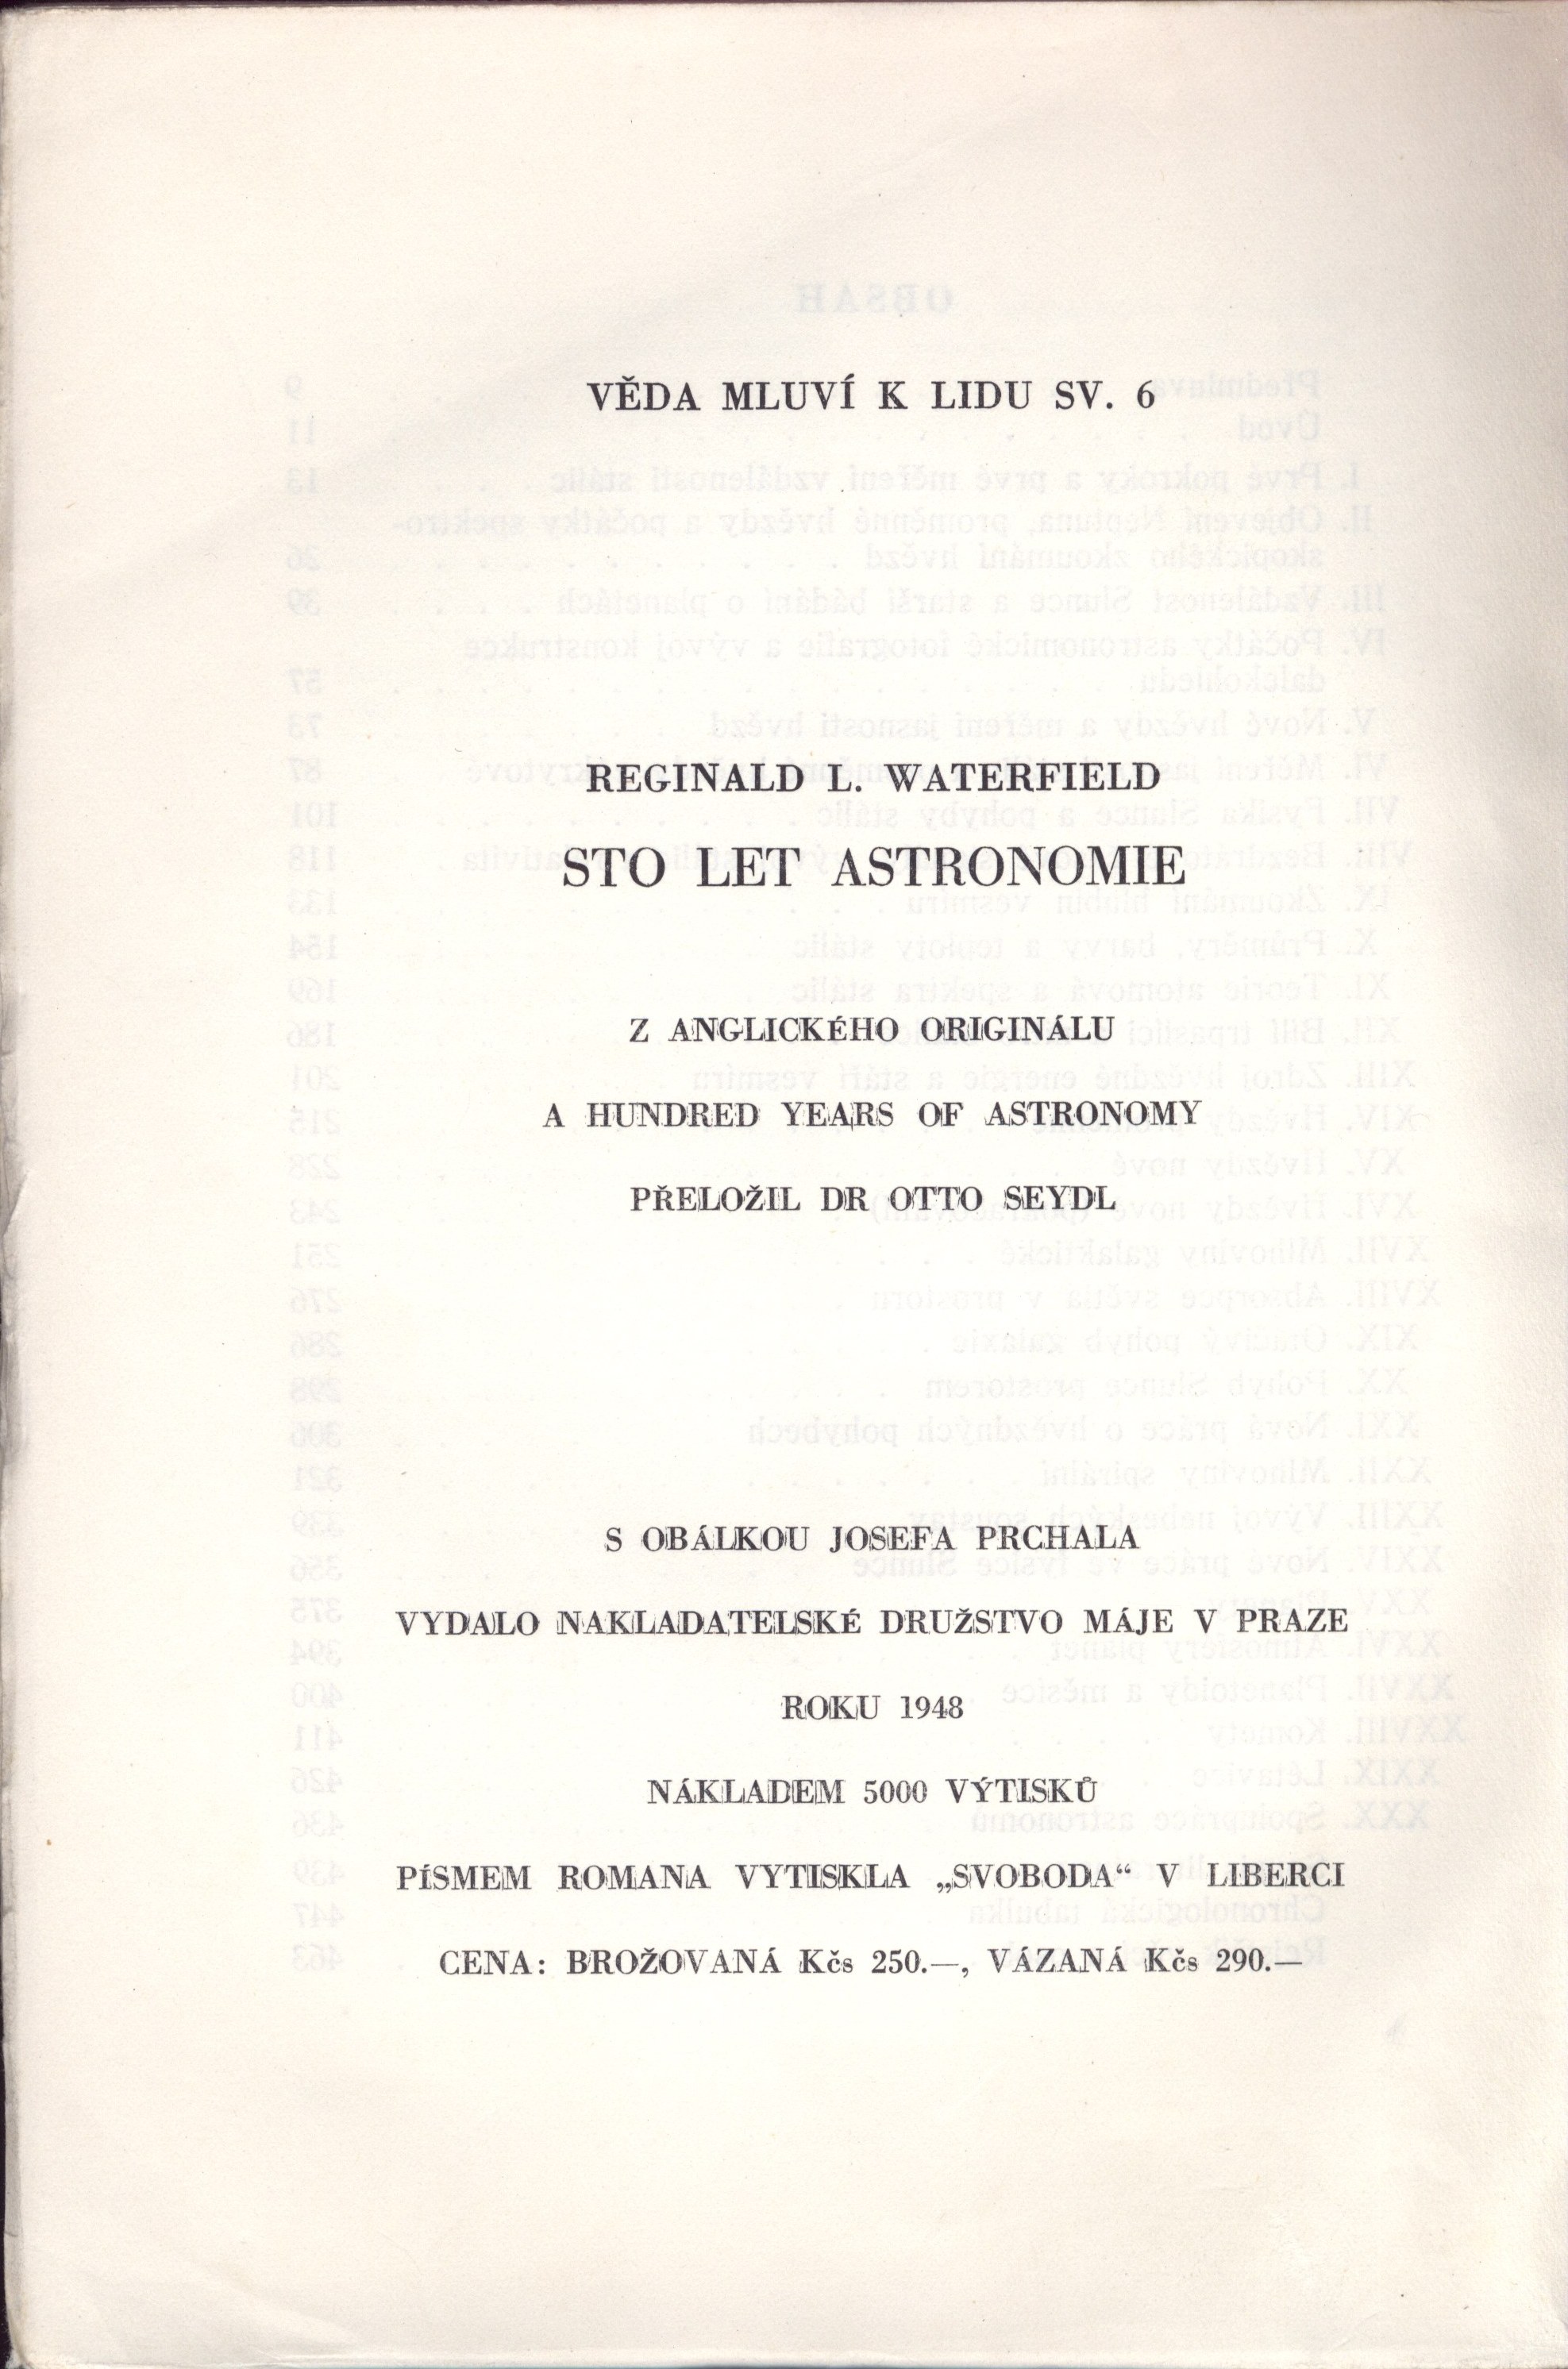 VĚDA MLUVÍ K LIDU SV. 6
REGINALD L. WATERFIELD
STO LET ASTRONOMIE
Z ANGLICKÉHO ORIGINÁLU
A HUNDRED YEARS OF ASTRONOMY
PŘELOŽIL DR OTTO SEYDL
S OBÁLKOU JOSEFA PRCHALA
VYDALO NAKLADATELSKÉ DRUŽSTVO MÁJE V PRAZE
ROKU 1948
NÁKLADEM 5000 VÝTISKŮ
PÍSMEM ROMANA VYTISKLA „SVOBODA“ V LIBERCI
CENA: BROŽOVANÁ Kčs 250.—, VÁZANÁ Kčs 290.—